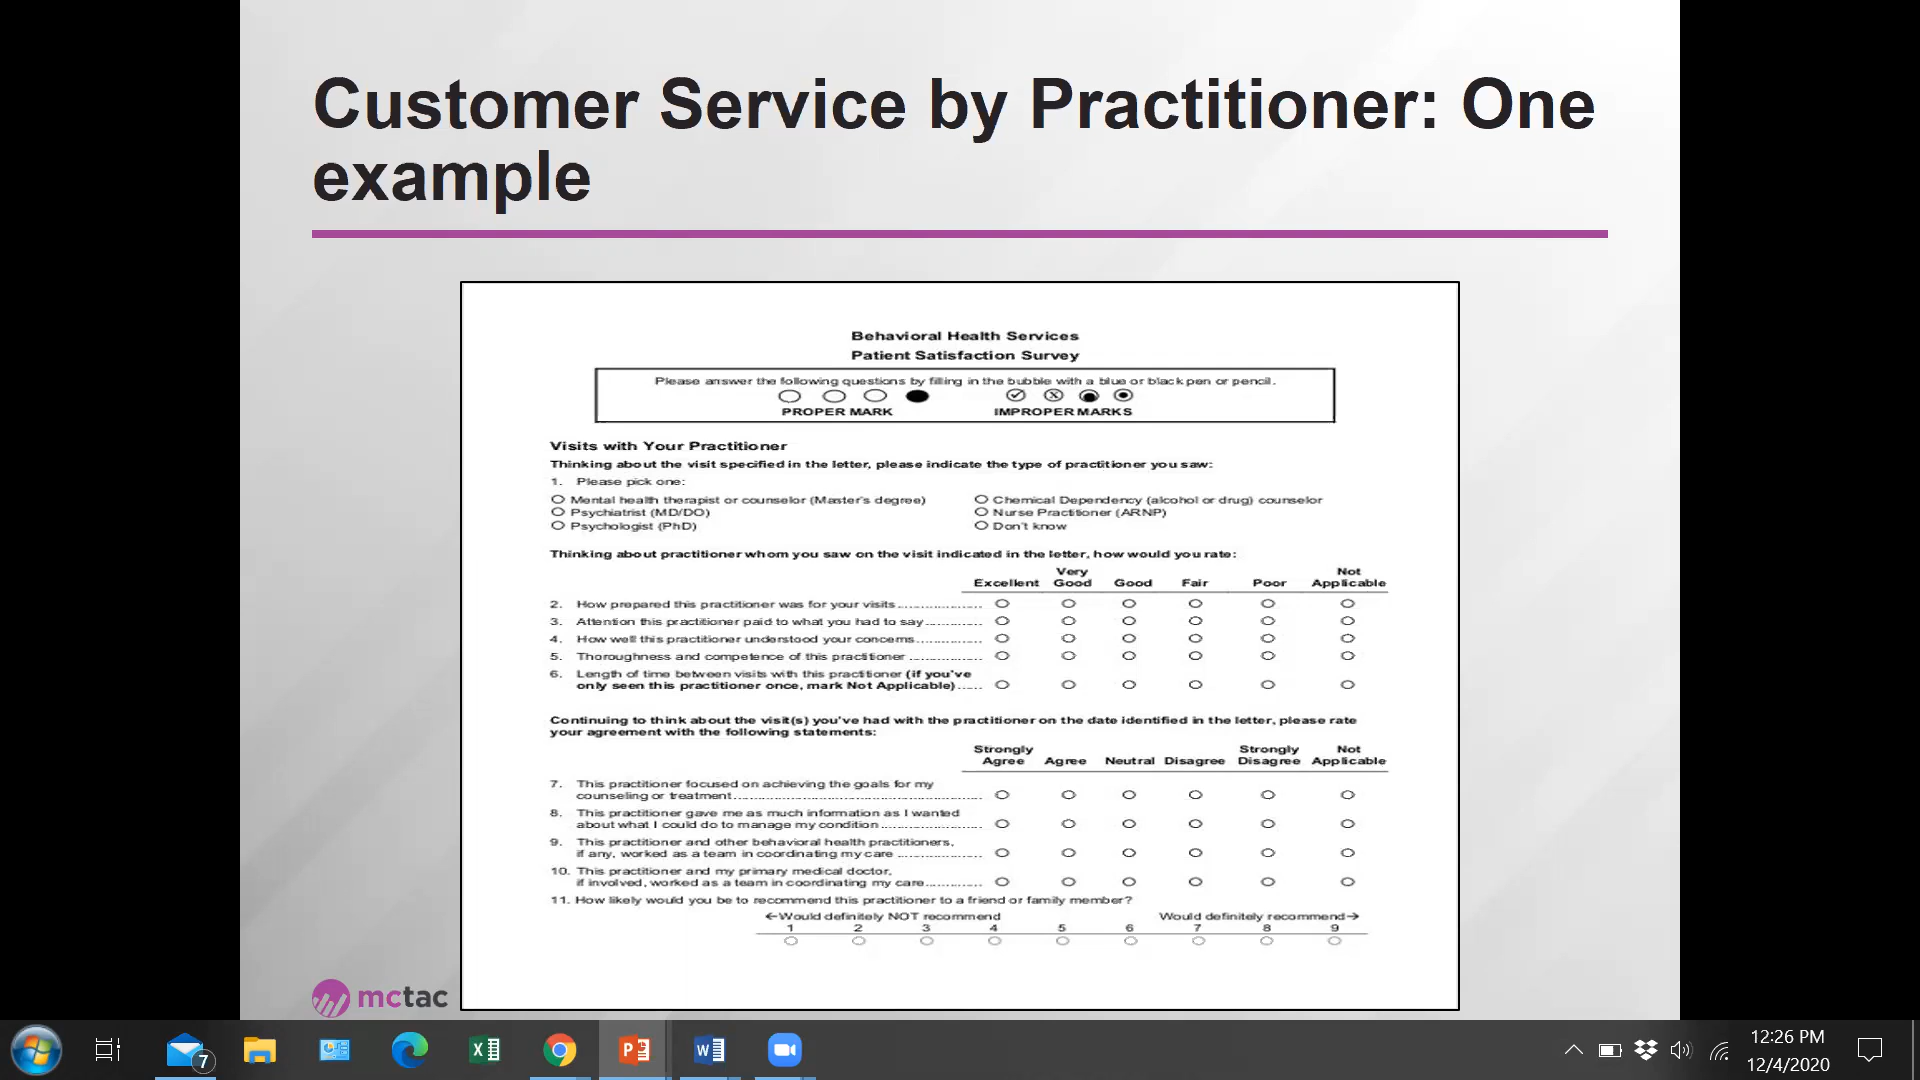 Customer Service by Practitioner: One
example
Behavioral Health Services
Patient Satisfaction Survey
Please answer the following questions by filling in the bubble with a blue or black pen or pencil.
PROPER MARK IMPROPER MARKS
Visits with Your Practitioner
Thinking about the visit specified in the letter, please indicate the type of practitioner you saw:
1. Please pick one:
Mental health therapist or counselor (Master's degree) Chemical Dependency (alcohol or drug) counselor
Psychiatrist (MD/DO) Nurse Practitioner (ARNP)
Psychologist (PhD) Don't know
Thinking about practitioner whom you saw on the visit indicated in the letter, how would you rate:
Very Not
Excellent Good Good Fair Poor Applicable
2. How prepared this practitioner was for your visits
3. Attention this practitioner paid to what you had to say
4. How well this practitioner understood your concerns
5. Thoroughness and competence of this practitioner
6. Length of time between visits with this practitioner (if you've
only seen this practitioner once, mark Not Applicable)
Continuing to think about the visit(s) you've had with the practitioner on the date identified in the letter, please rate
your agreement with the following statements:
Strongly Strongly Not
Agree Agree Neutral Disagree Disagree Applicable
7. This practitioner focused on achieving the goals for my
counseling or treatment
8. This practitioner gave me as much information as I wanted
about what I could do to manage my condition
9. This practitioner and other behavioral health practitioners,
if any, worked as a team in coordinating my care
10. This practitioner and my primary medical doctor,
if involved, worked as a team in coordinating my care
11. How likely would you be to recommend this practitioner to a friend or family member?
←Would definitely NOT recommend Would definitely recommend→
1 2 3 4 5 6 7 8 9
mctac
7
12:26 PM
12/4/2020